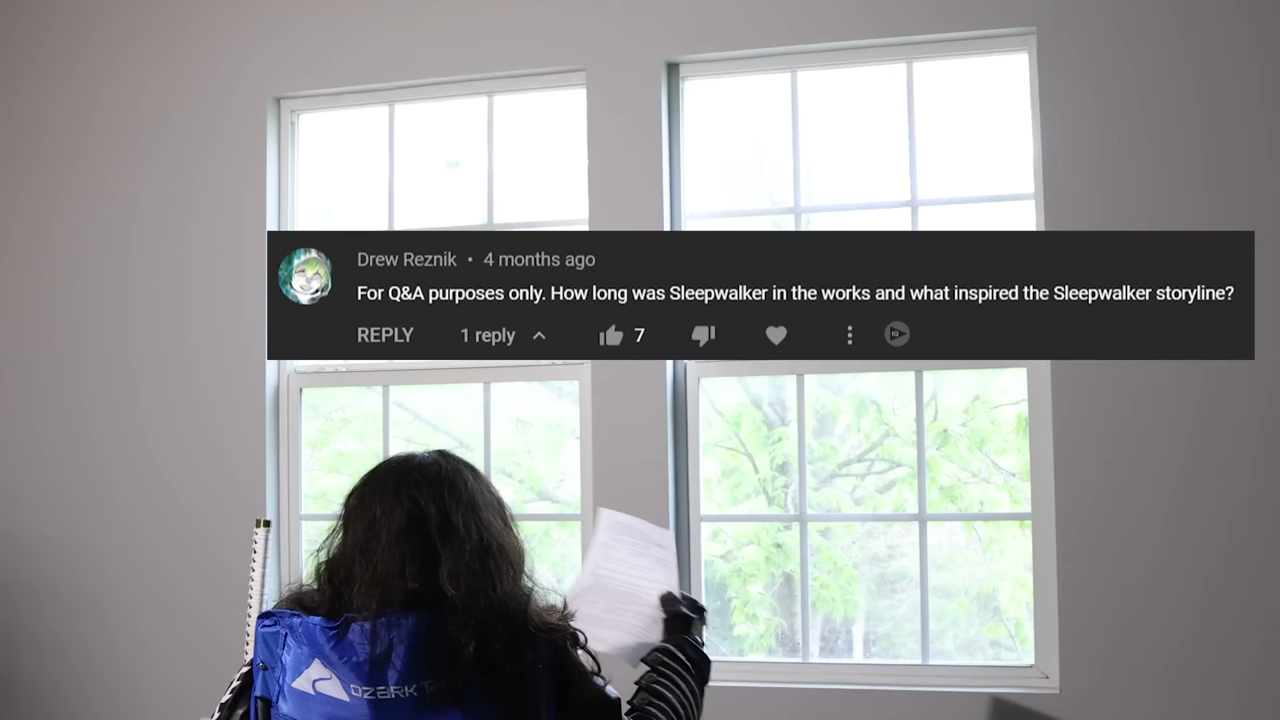 Drew Reznik • 4 months ago
For Q&A purposes only. How long was Sleepwalker in the works and what inspired the Sleepwalker storyline?
REPLY 1 reply 7
OZARK